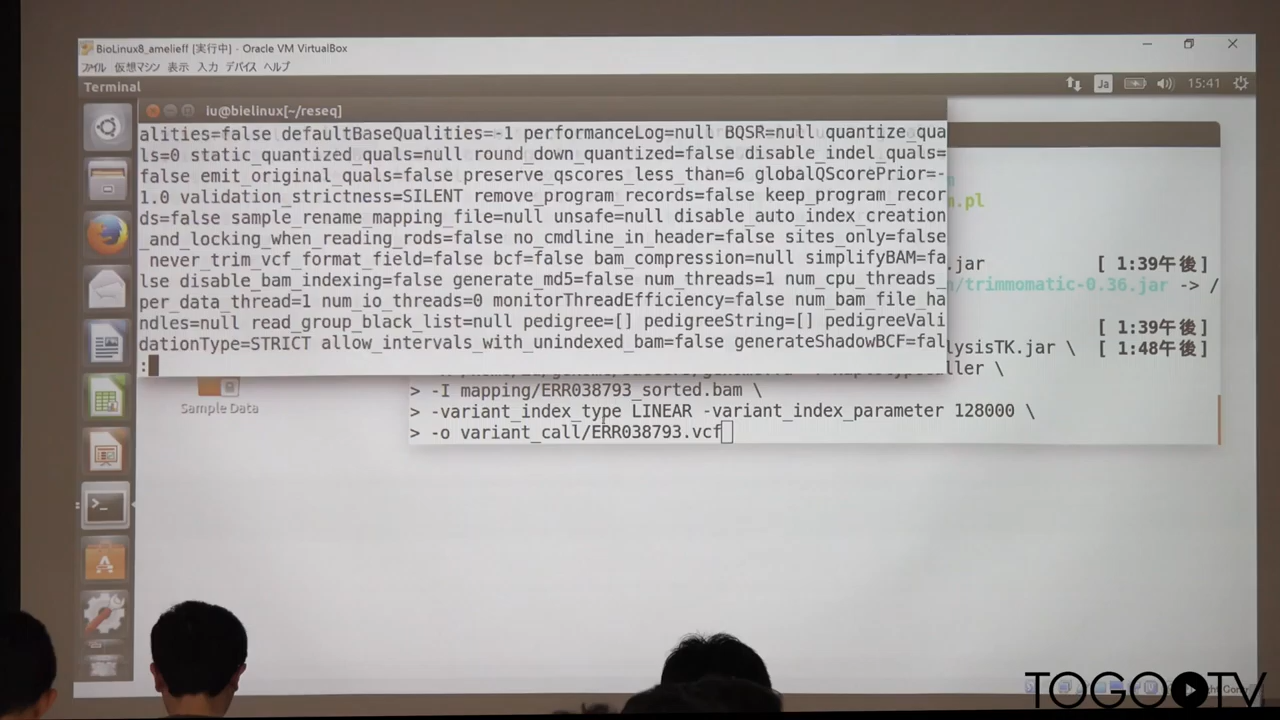 BioLinux8_amelieff [実行中] - Oracle VM VirtualBox
ファイル 仮想マシン 表示 入力 デバイス ヘルプ
Terminal
Ja
15:41
iu@bielinux[~/reseq]
alities=false defaultBaseQualities=-1 performanceLog=null BQSR=null quantize_qua
ls=0 static_quantized_quals=null round_down_quantized=false disable_indel_quals=
false emit_original_quals=false preserve_qscores_less_than=6 globalQScorePrior=-
1.0 validation_strictness=SILENT remove_program_records=false keep_program_recor
ds=false sample_rename_mapping_file=null unsafe=null disable_auto_index_creation
_and_locking_when_reading_rods=false no_cmdline_in_header=false sites_only=false
never_trim_vcf_format_field=false bcf=false bam_compression=null simplifyBAM=fa
lse disable_bam_indexing=false generate_md5=false num_threads=1 num_cpu_threads_
per_data_thread=1 num_io_threads=0 monitorThreadEfficiency=false num_bam_file_ha
ndles=null read_group_black_list=null pedigree=[] pedigreeString=[] pedigreeVali
dationType=STRICT allow_intervals_with_unindexed_bam=false generateShadowBCF=fal
:
m.pl
.jar [ 1:39午後]
/trimmomatic-0.36.jar -> /
[ 1:39午後]
lysisTK.jar \ [ 1:48午後]
> -I mapping/ERR038793_sorted.bam \
> -variant_index_type LINEAR -variant_index_parameter 128000 \
> -o variant_call/ERR038793.vcf
Sample Data
TOGOTV